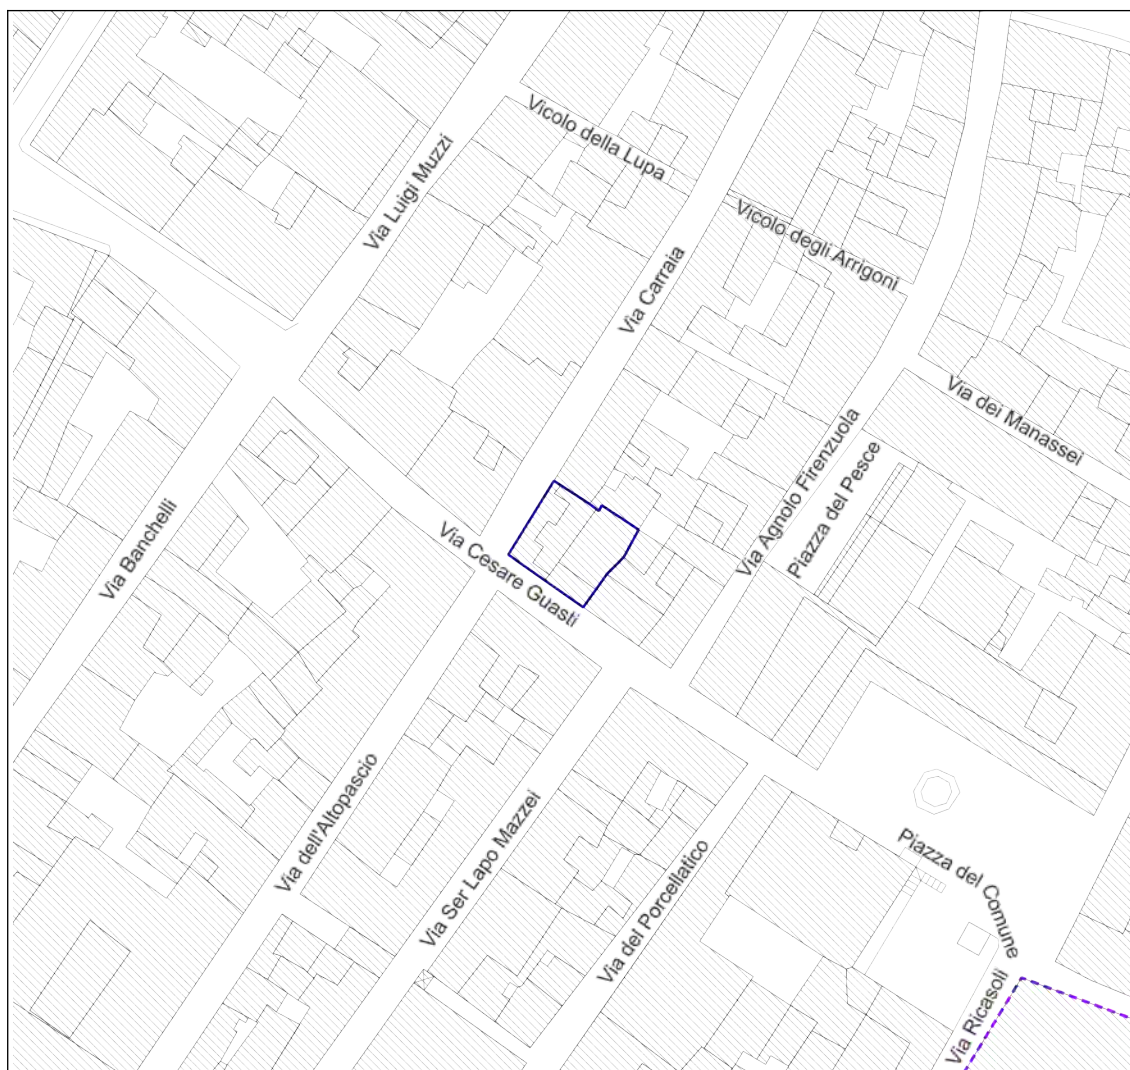 Vicolo della Lupa
Via Luigi Muzzi
Vicolo degli Arrigoni
Via Carraia
Via dei Manassei
Via Agnolo Firenzuola
Piazza del Pesce
Via Banchelli
Via Cesare Guasti
Via dell'Altopascio
Via Ser Lapo Mazzei
Via del Porcellatico
Piazza del Comune
Via Ricasoli